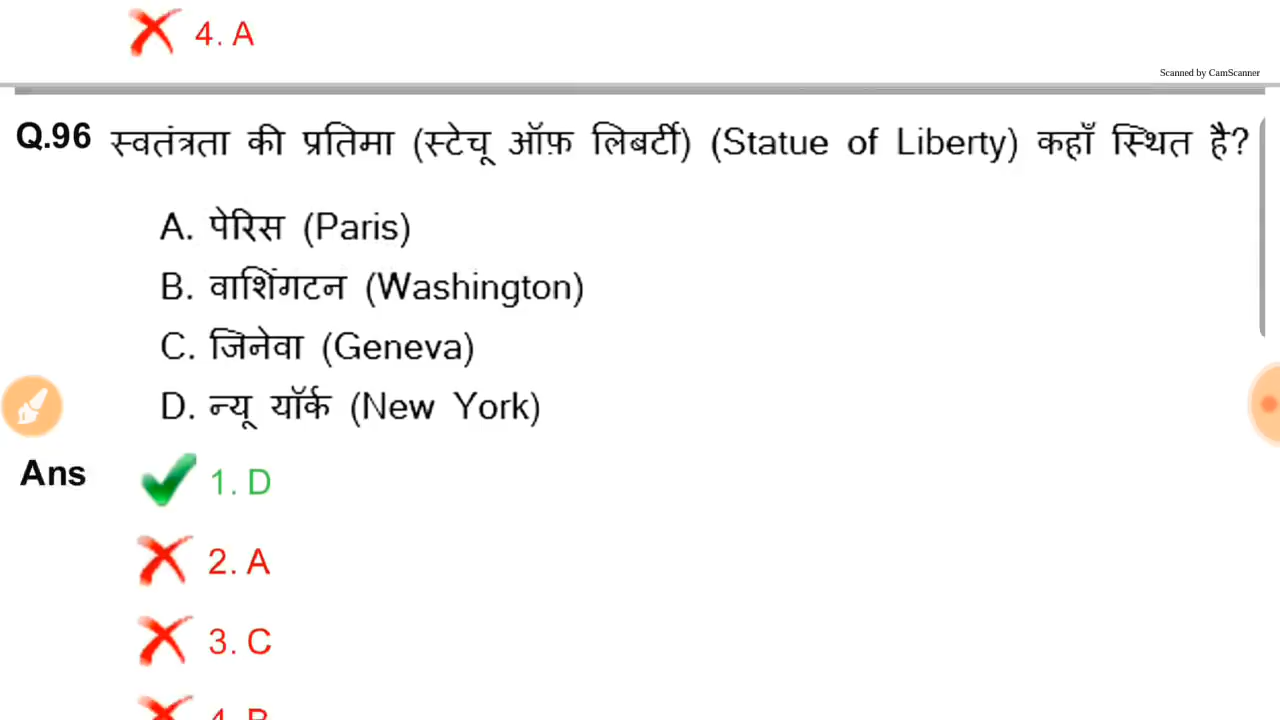 4. A
Scanned by CamScanner
Q.96 स्वतंत्रता की प्रतिमा (स्टेचू ऑफ़ लिबर्टी) (Statue of Liberty) कहाँ स्थित है?
A. पेरिस (Paris)
B. वाशिंगटन (Washington)
C. जिनेवा (Geneva)
D. न्यू यॉर्क (New York)
Ans 1. D
2. A
3. C
4. B